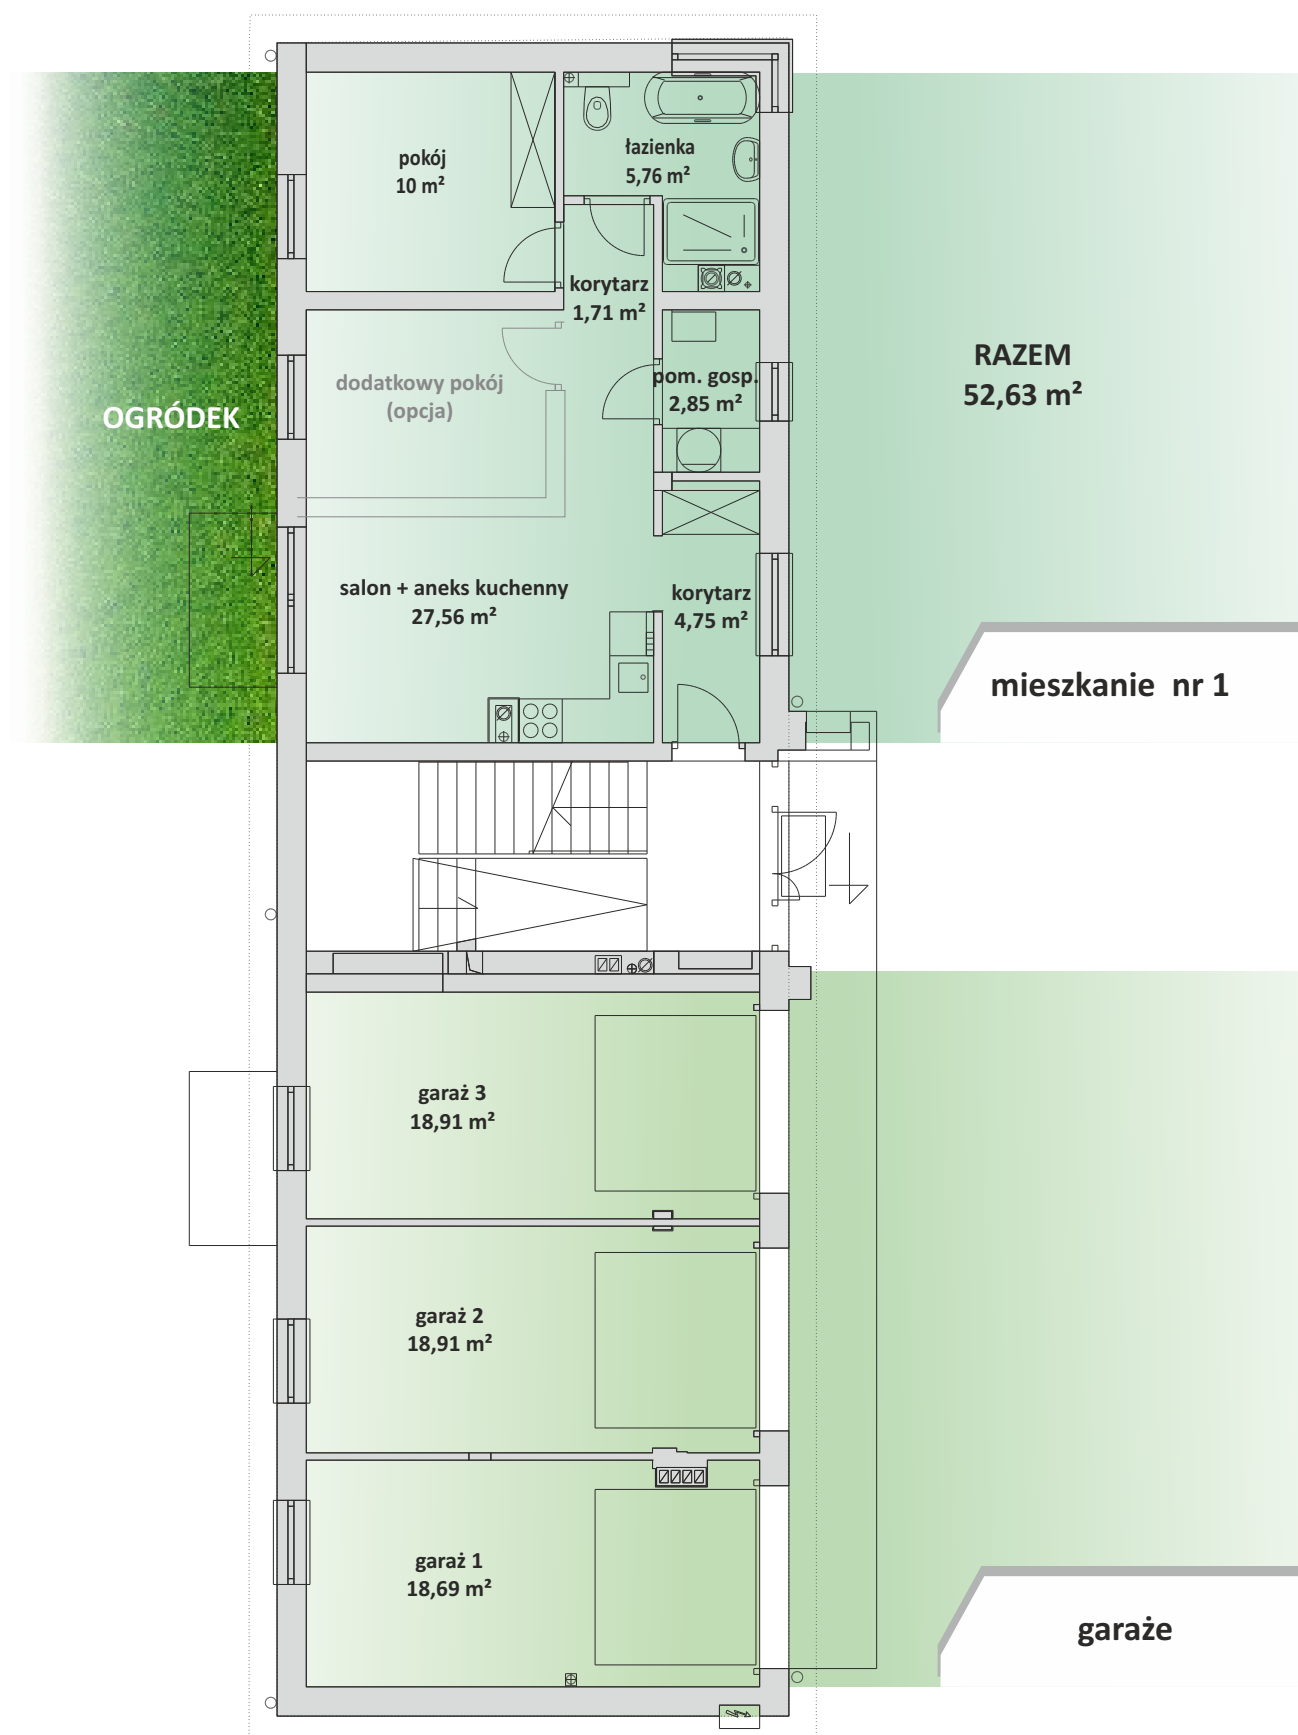 pokój
10 m²
łazienka
5,76 m²
korytarz
1,71 m²
dodatkowy pokój
(opcja)
pom. gosp.
2,85 m²
OGRÓDEK
RAZEM
52,63 m²
salon + aneks kuchenny
27,56 m²
korytarz
4,75 m²
mieszkanie nr 1
garaż 3
18,91 m²
garaż 2
18,91 m²
garaż 1
18,69 m²
garaże